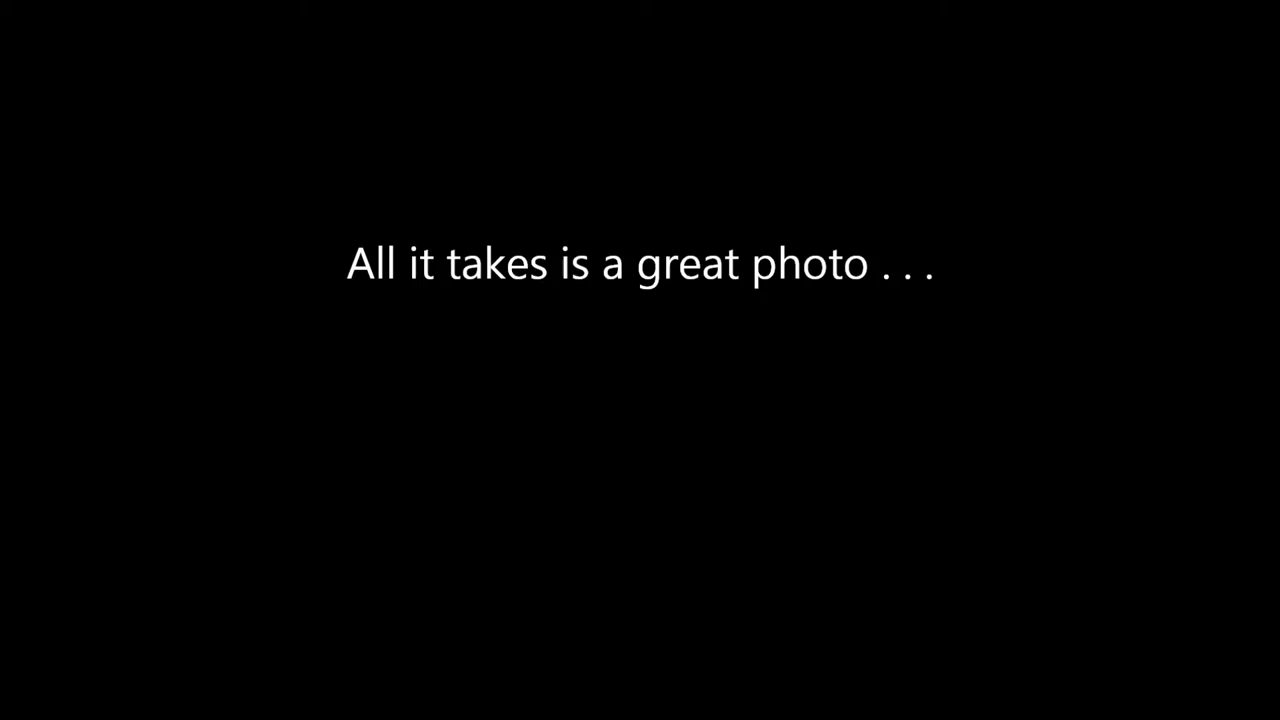 All it takes is a great photo . . .